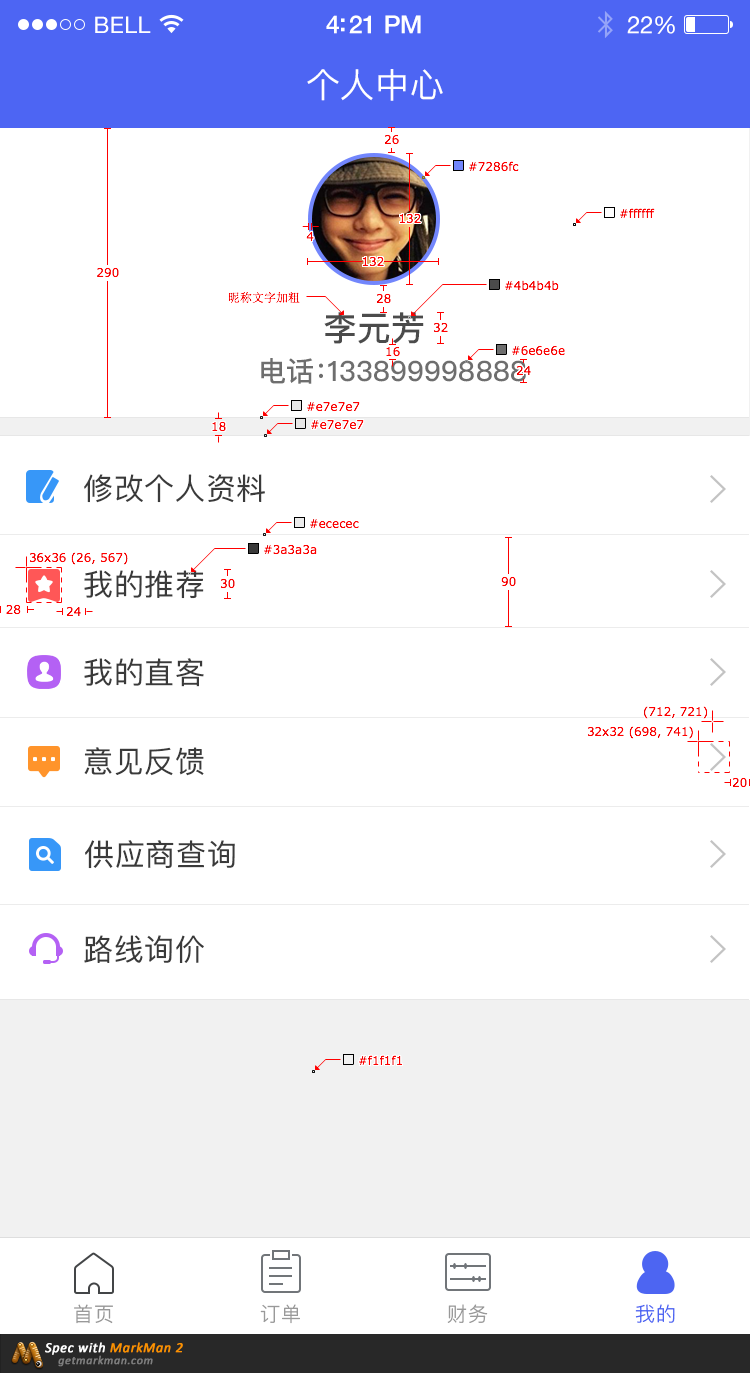 BELL 4:21 PM 22%
个人中心
26
#7286fc
132
#ffffff
4
132
290
28
#4b4b4b
昵称文字加粗
李元芳
32
16
#6e6e6e
电话:133899998888
24
#e7e7e7
18
#e7e7e7
修改个人资料
#ececec
#3a3a3a
36x36 (26, 567)
我的推荐
30
90
28
24
我的直客
(712, 721)
32x32 (698, 741)
意见反馈
20
供应商查询
路线询价
#f1f1f1
首页 订单 财务 我的
Spec with MarkMan 2
getmarkman.com